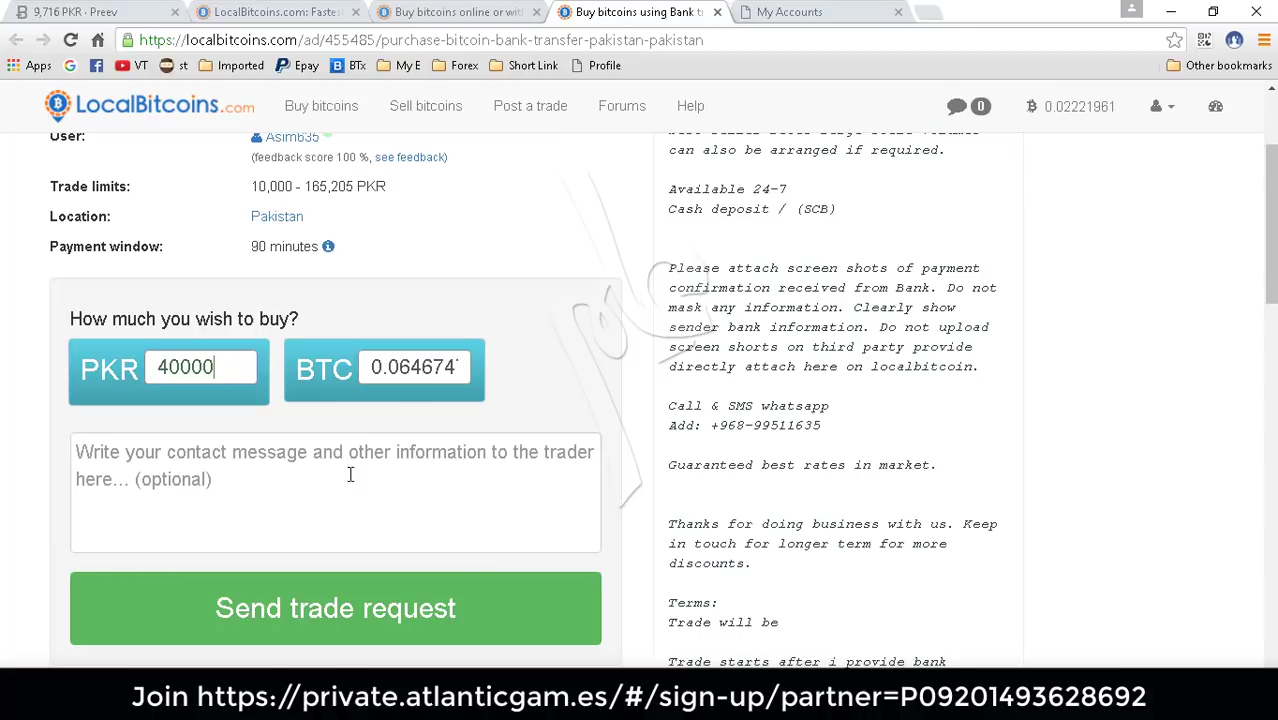 9,716 PKR - Preev
LocalBitcoins.com: Fastes
Buy bitcoins online or wit
Buy bitcoins using Bank t
My Accounts
https://localbitcoins.com/ad/455485/purchase-bitcoin-bank-transfer-pakistan-pakistan
Apps VT st Imported Epay BTx My E Forex Short Link Profile Other bookmarks
LocalBitcoins.com Buy bitcoins Sell bitcoins Post a trade Forums Help 0 0.02221961
User: Asim635
(feedback score 100 %, see feedback)
Trade limits: 10,000 - 165,205 PKR
Location: Pakistan
Payment window: 90 minutes
How much you wish to buy?
PKR 40000
BTC 0.064674
Write your contact message and other information to the trader
here... (optional)
Send trade request
can also be arranged if required.
Available 24-7
Cash deposit / (SCB)
Please attach screen shots of payment
confirmation received from Bank. Do not
mask any information. Clearly show
sender bank information. Do not upload
screen shorts on third party provide
directly attach here on localbitcoin.
Call & SMS whatsapp
Add: +968-99511635
Guaranteed best rates in market.
Thanks for doing business with us. Keep
in touch for longer term for more
discounts.
Terms:
Trade will be
Trade starts after i provide bank
Join https://private.atlanticgam.es/#/sign-up/partner=P09201493628692